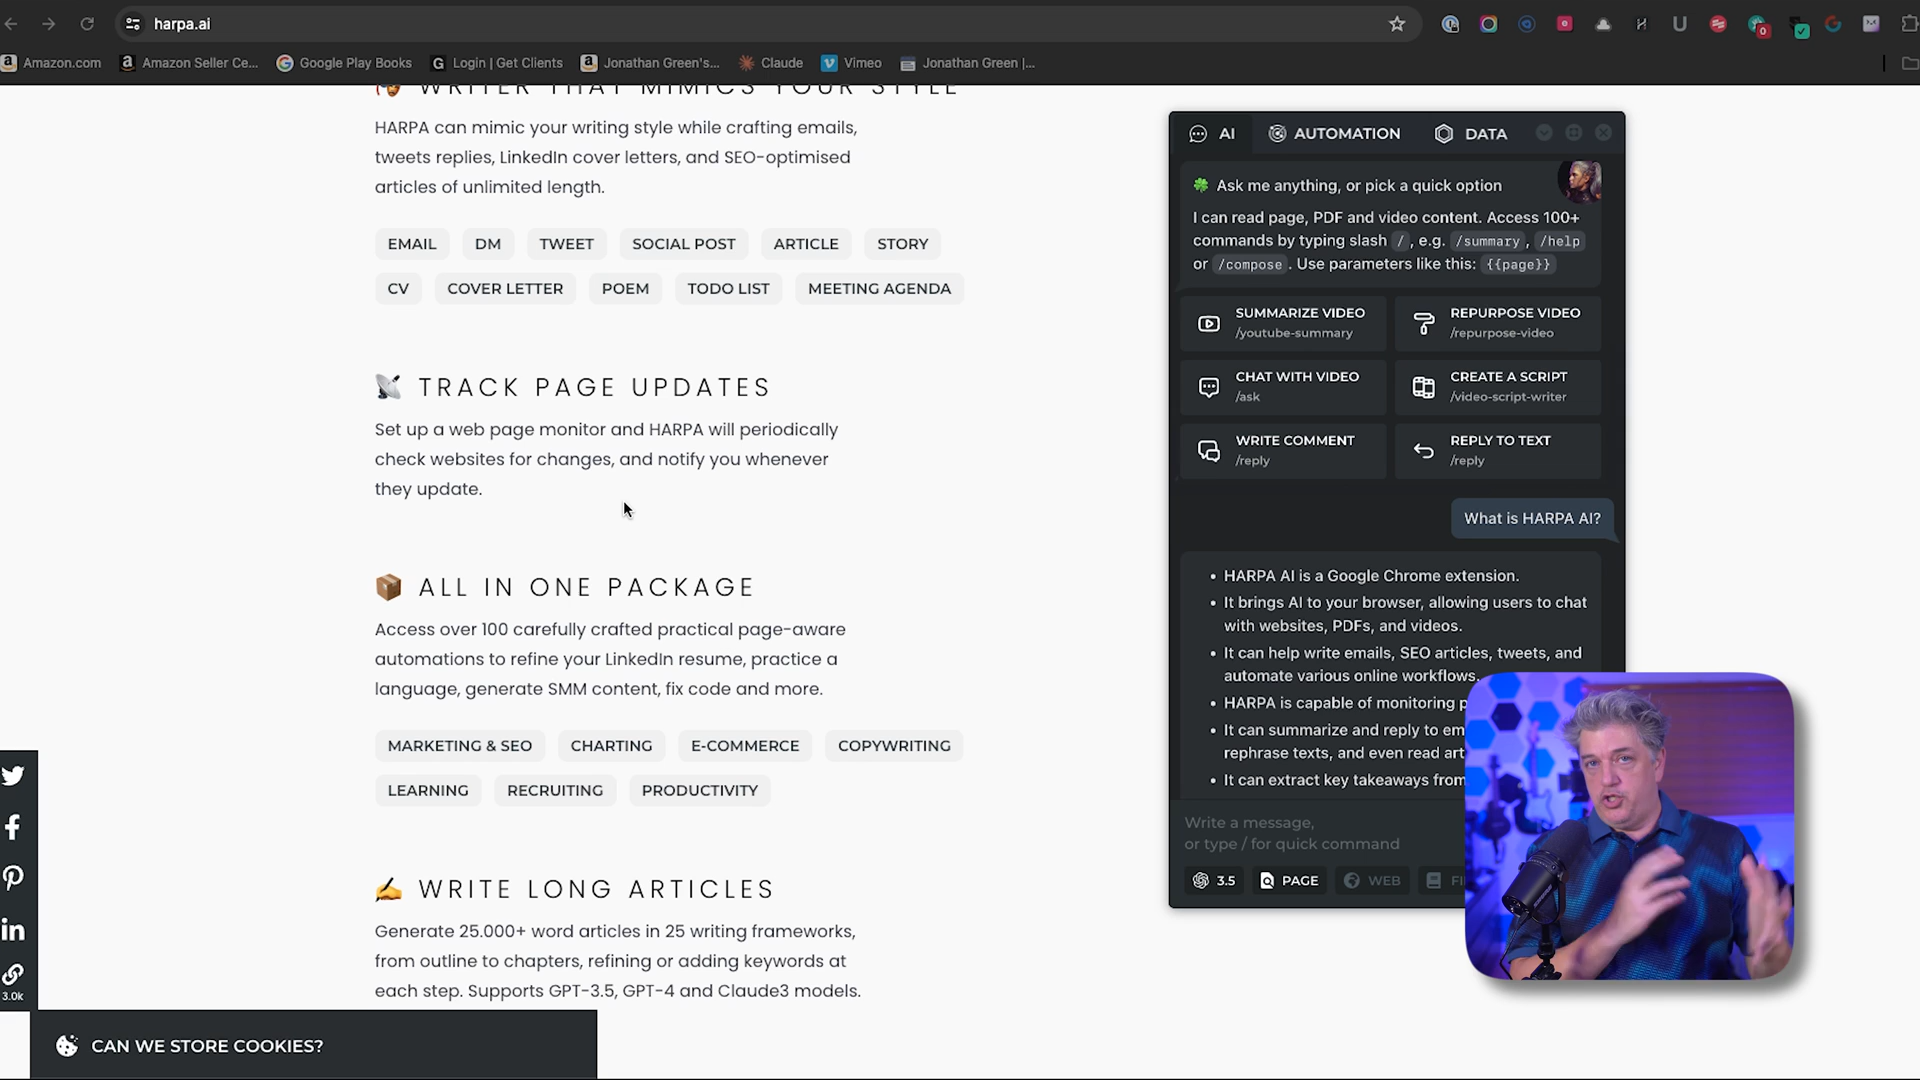 harpa.ai
0
Amazon.com
Amazon Seller Ce...
Google Play Books
Login | Get Clients
Jonathan Green's...
Claude
Vimeo
Jonathan Green |...
WRITER THAT MIMICS YOUR STYLE
HARPA can mimic your writing style while crafting emails,
tweets replies, LinkedIn cover letters, and SEO-optimised
articles of unlimited length.
EMAIL
DM
TWEET
SOCIAL POST
ARTICLE
STORY
CV
COVER LETTER
POEM
TODO LIST
MEETING AGENDA
TRACK PAGE UPDATES
Set up a web page monitor and HARPA will periodically
check websites for changes, and notify you whenever
they update.
ALL IN ONE PACKAGE
Access over 100 carefully crafted practical page-aware
automations to refine your LinkedIn resume, practice a
language, generate SMM content, fix code and more.
MARKETING & SEO
CHARTING
E-COMMERCE
COPYWRITING
LEARNING
RECRUITING
PRODUCTIVITY
WRITE LONG ARTICLES
Generate 25.000+ word articles in 25 writing frameworks,
from outline to chapters, refining or adding keywords at
each step. Supports GPT-3.5, GPT-4 and Claude3 models.
3.0k
CAN WE STORE COOKIES?
AI
AUTOMATION
DATA
Ask me anything, or pick a quick option
I can read page, PDF and video content. Access 100+
commands by typing slash /, e.g. /summary, /help
or /compose. Use parameters like this: {{page}}
SUMMARIZE VIDEO
/youtube-summary
REPURPOSE VIDEO
/repurpose-video
CHAT WITH VIDEO
/ask
CREATE A SCRIPT
/video-script-writer
WRITE COMMENT
/reply
REPLY TO TEXT
/reply
What is HARPA AI?
• HARPA AI is a Google Chrome extension.
• It brings AI to your browser, allowing users to chat
with websites, PDFs, and videos.
• It can help write emails, SEO articles, tweets, and
automate various online workflows.
• HARPA is capable of monitoring
• It can summarize and reply to
rephrase texts, and even read
• It can extract key takeaways from
Write a message,
or type / for quick command
3.5
PAGE
WEB